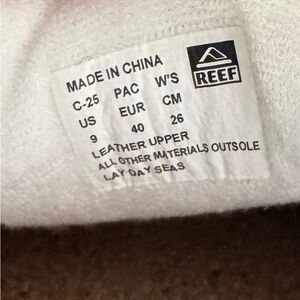 MADE IN CHINA
REEF
C-25 PAC W'S
US EUR CM
9 40 26
LEATHER UPPER
ALL OTHER MATERIALS OUTSOLE
LAY DAY SEAS